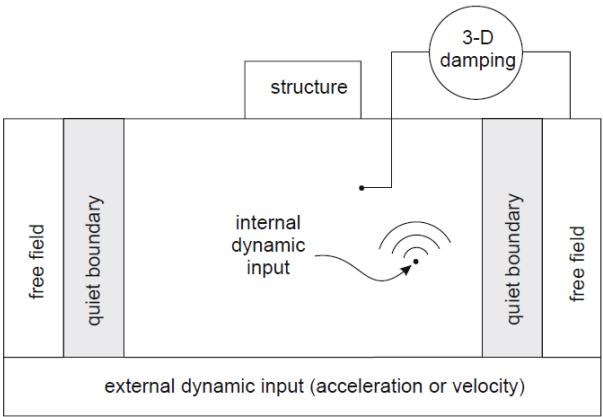 3-D
damping
structure
free field
quiet boundary
internal
dynamic
input
quiet boundary
free field
external dynamic input (acceleration or velocity)